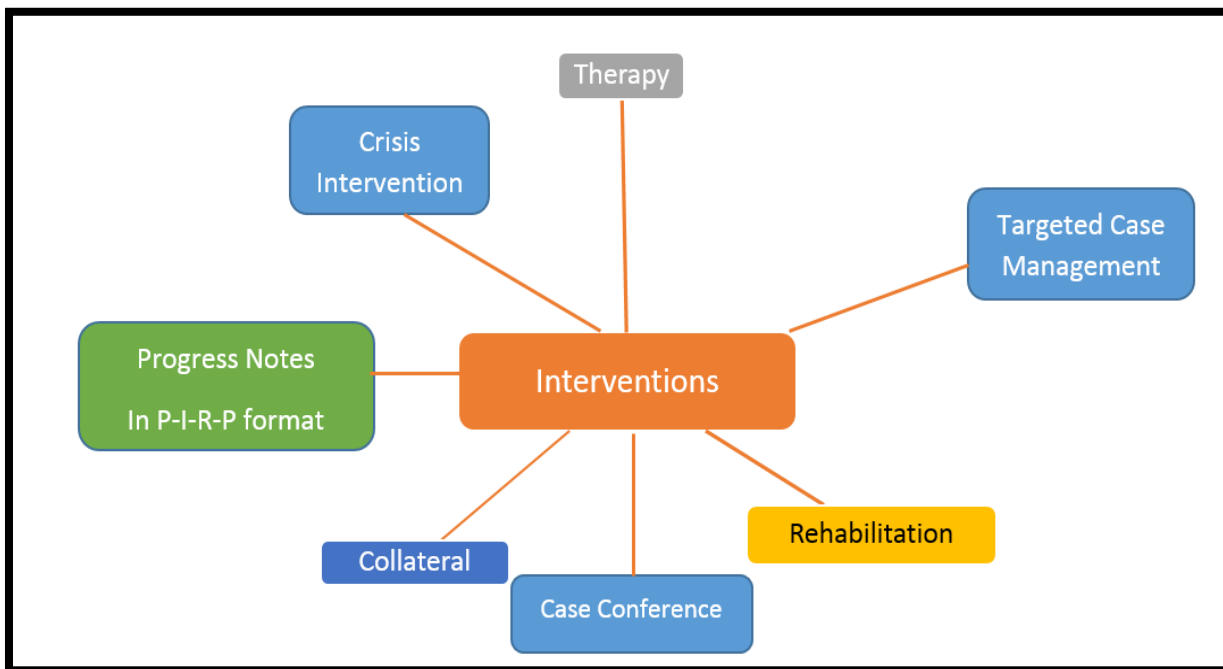 Therapy
Crisis
Intervention
Targeted Case
Management
Progress Notes
In P-I-R-P format
Interventions
Rehabilitation
Collateral
Case Conference